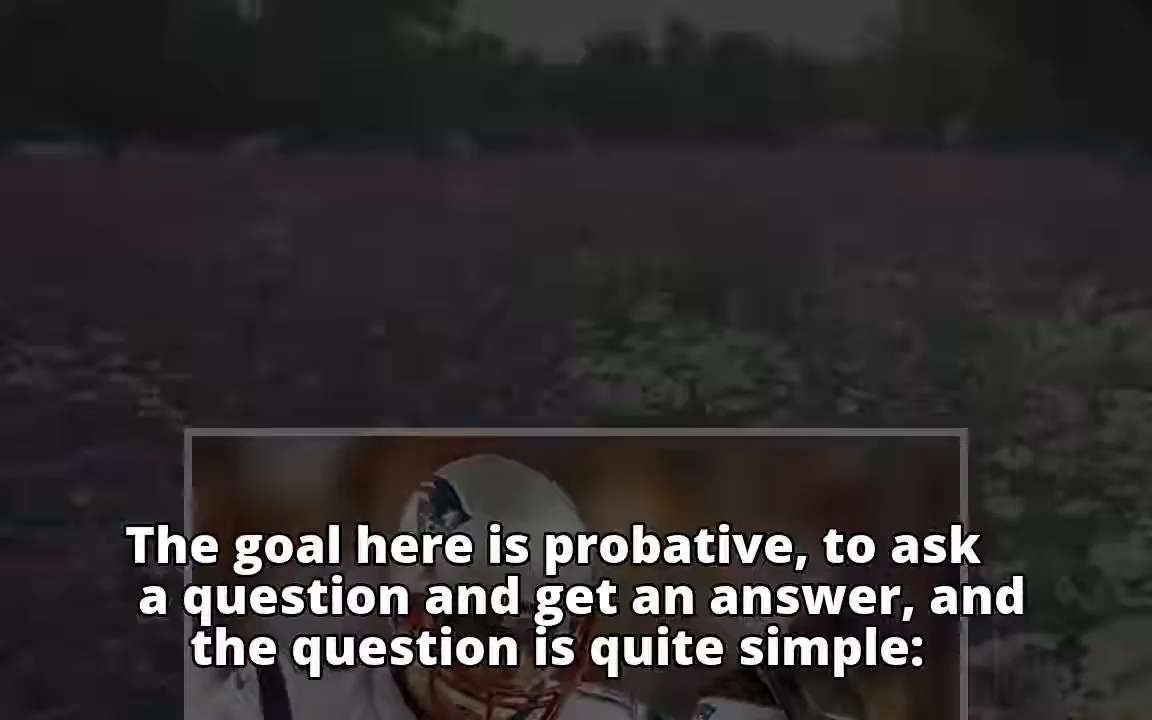 The goal here is probative, to ask
a question and get an answer, and
the question is quite simple: